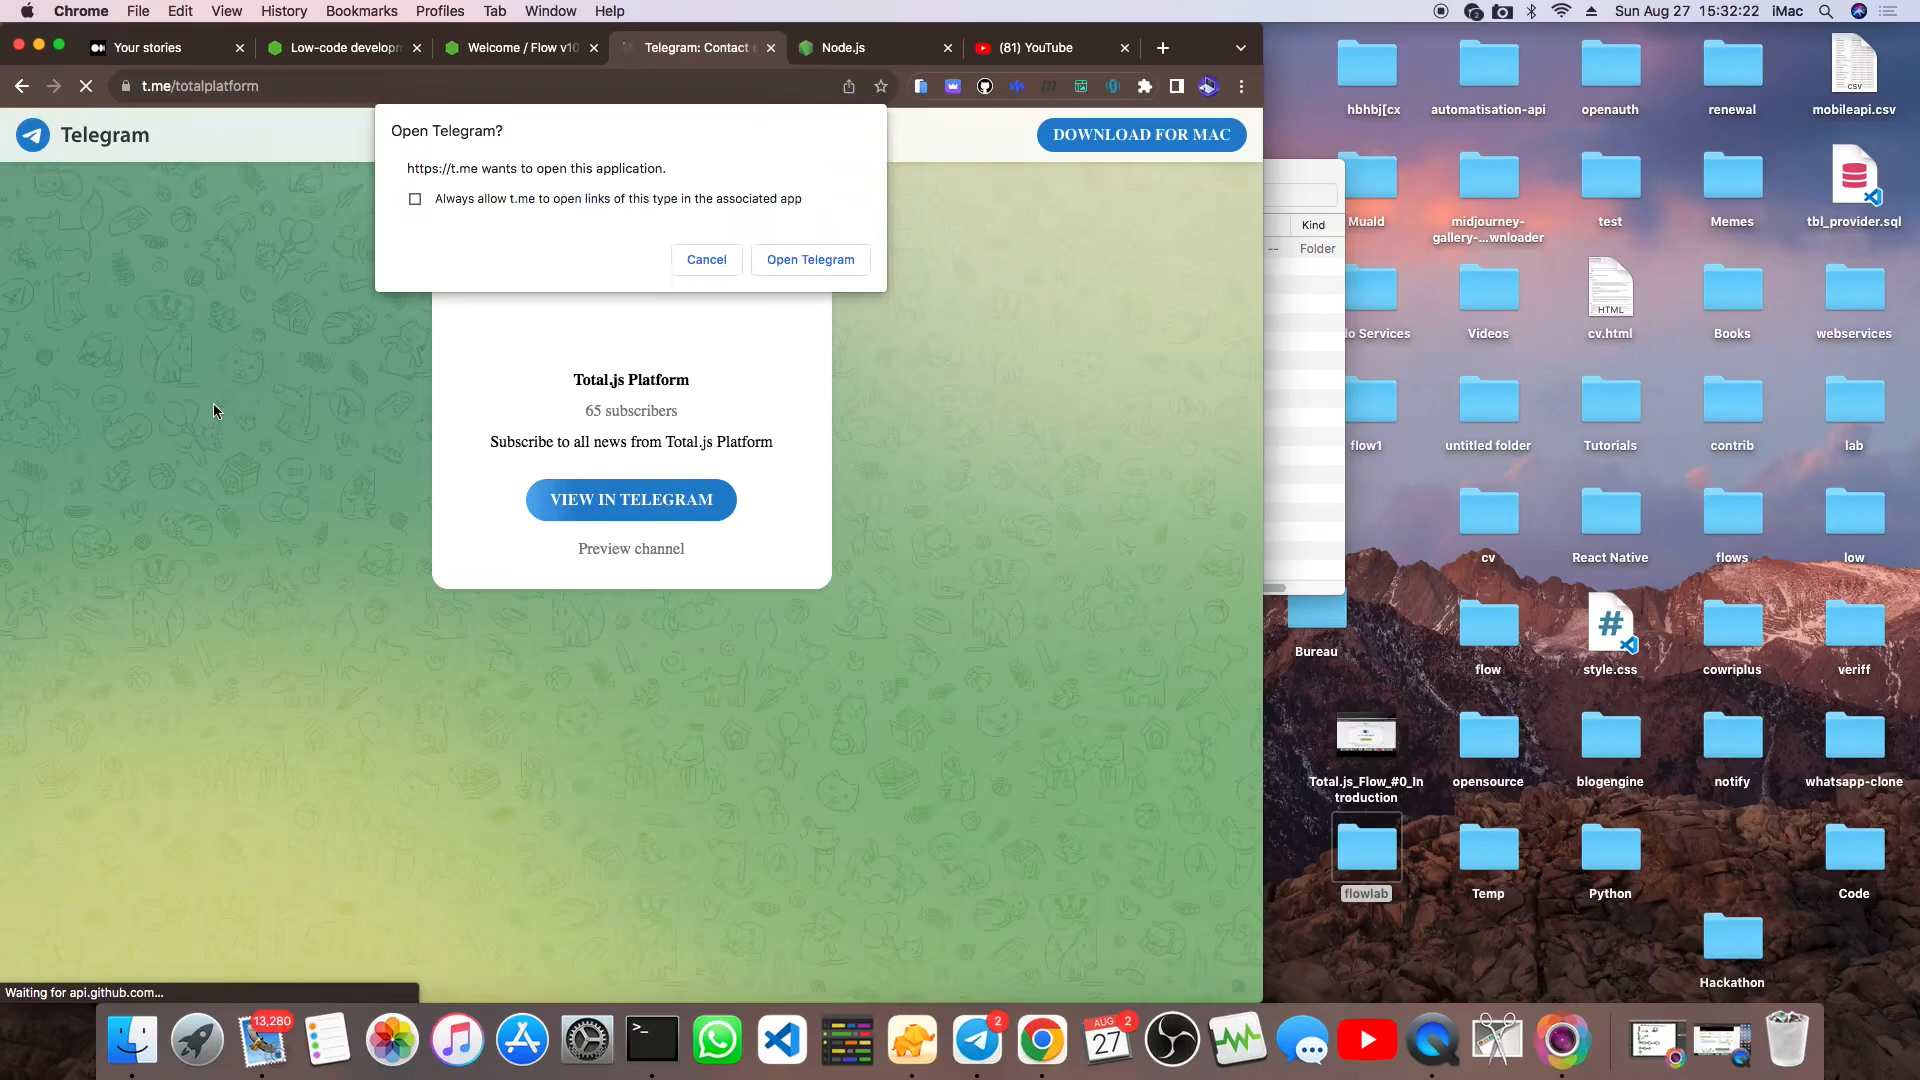 Chrome File Edit View History Bookmarks Profiles Tab Window Help
2
Sun Aug 27 15:32:22 iMac
Your stories
Low-code developm
Welcome / Flow v10
Telegram: Contact
Node.js
(81) YouTube
t.me/totalplatform
Telegram
DOWNLOAD FOR MAC
Open Telegram?
https://t.me wants to open this application.
Always allow t.me to open links of this type in the associated app
Cancel
Open Telegram
Total.js Platform
65 subscribers
Subscribe to all news from Total.js Platform
VIEW IN TELEGRAM
Preview channel
Waiting for api.github.com...
Kind
-- Folder
hbhbj[cx
automatisation-api
openauth
renewal
CSV
mobileapi.csv
Muald
midjourney-
gallery-...wnloader
test
Memes
tbl_provider.sql
lo Services
Videos
HTML
cv.html
Books
webservices
flow1
untitled folder
Tutorials
contrib
lab
cv
React Native
flows
low
Bureau
flow
#
style.css
cowriplus
veriff
Total.js_Flow_#0_In
troduction
opensource
blogengine
notify
whatsapp-clone
flowlab
Temp
Python
Code
Hackathon
13,280
>_
2
AUG
27
2